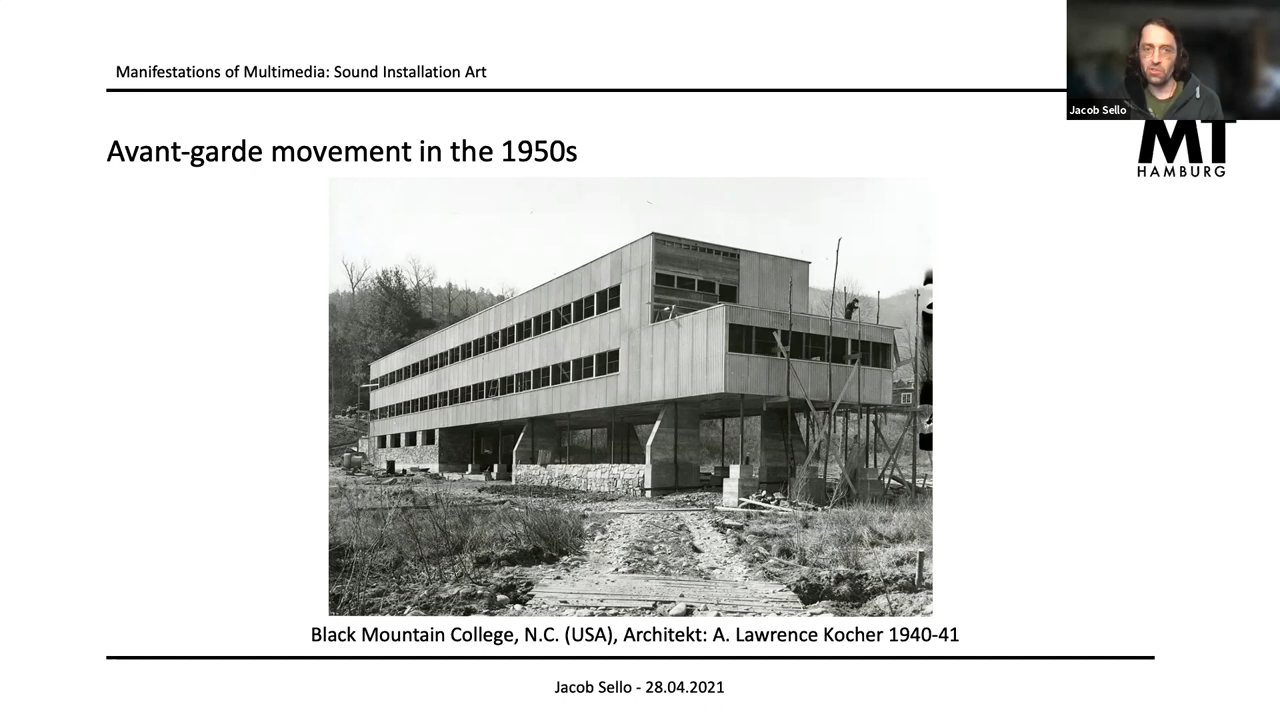 Manifestations of Multimedia: Sound Installation Art
Jacob Sello
MT
HAMBURG
Avant-garde movement in the 1950s
Black Mountain College, N.C. (USA), Architekt: A. Lawrence Kocher 1940-41
Jacob Sello - 28.04.2021